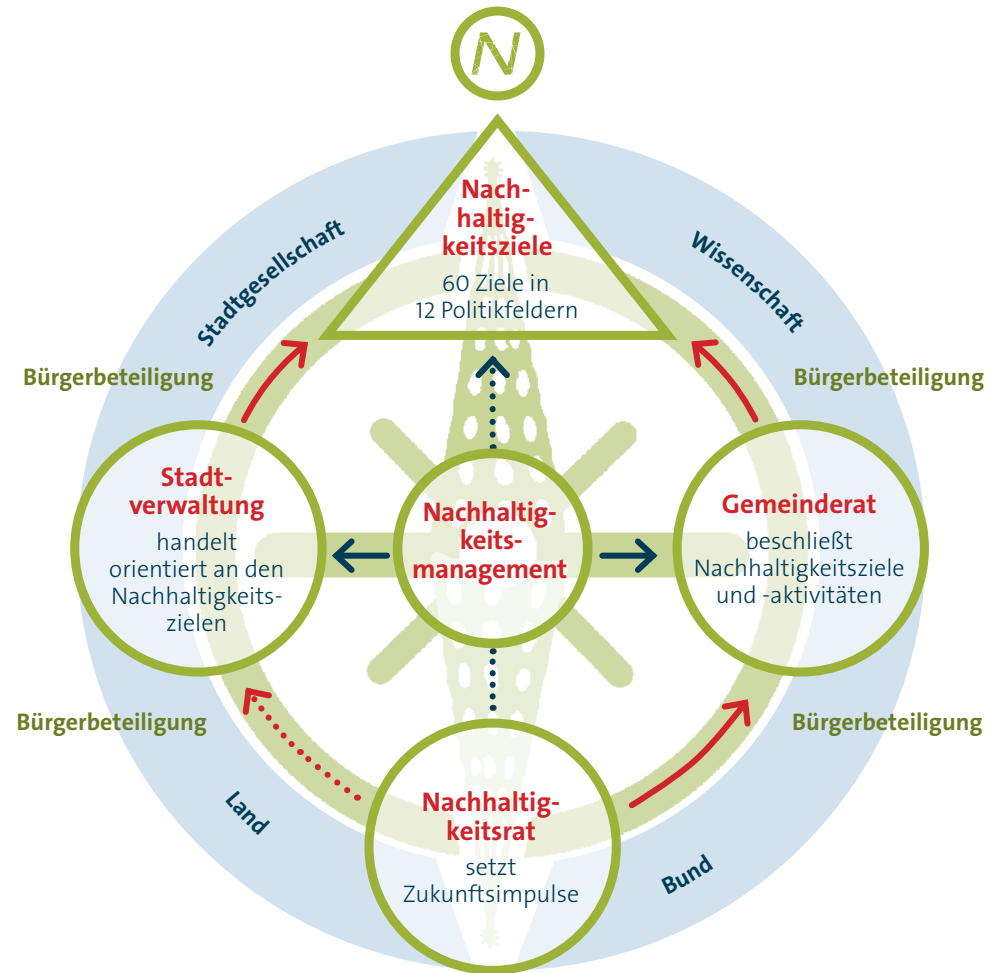 N
Nach-
haltig-
keitsziele
60 Ziele in
12 Politikfeldern
Stadtgesellschaft
Wissenschaft
Bürgerbeteiligung
Bürgerbeteiligung
Stadt-
verwaltung
handelt
orientiert an den
Nachhaltigkeits-
zielen
Nachhaltig-
keits-
management
Gemeinderat
beschließt
Nachhaltigkeitsziele
und -aktivitäten
Bürgerbeteiligung
Bürgerbeteiligung
Land
Nachhaltig-
keitsrat
setzt
Zukunftsimpulse
Bund